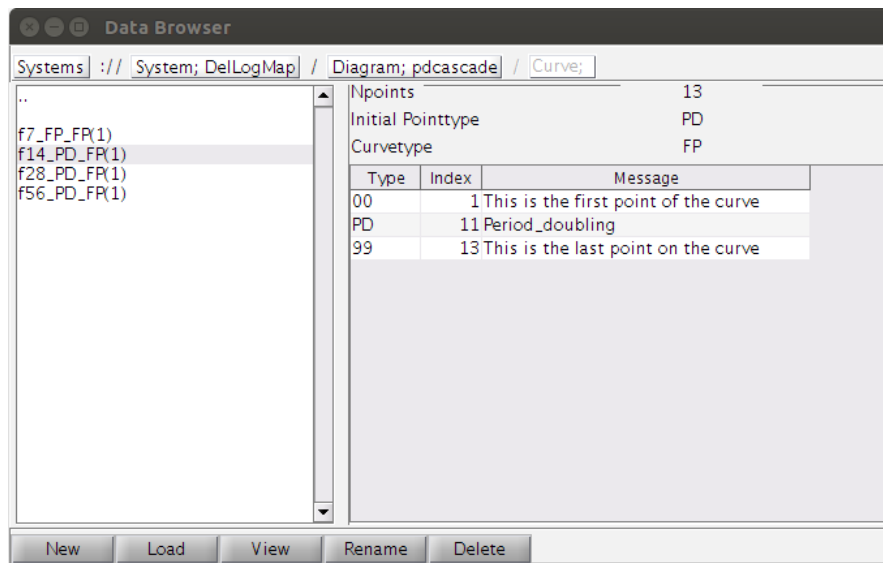 Data Browser
Systems :// System; DelLogMap / Diagram; pdcascade / Curve;
..
f7_FP_FP(1)
f14_PD_FP(1)
f28_PD_FP(1)
f56_PD_FP(1)
Npoints 13
Initial Pointtype PD
Curvetype FP
Type Index Message
00 1 This is the first point of the curve
PD 11 Period_doubling
99 13 This is the last point on the curve
New Load View Rename Delete